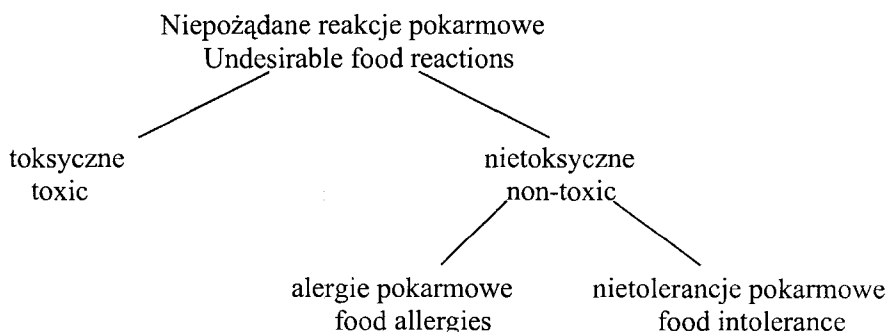 Niepożądane reakcje pokarmowe
Undesirable food reactions
toksyczne
toxic
nietoksyczne
non-toxic
alergie pokarmowe
food allergies
nietolerancje pokarmowe
food intolerance